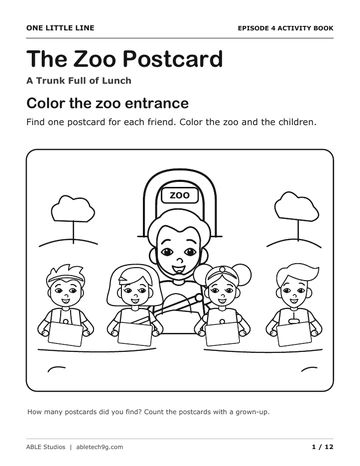 ONE LITTLE LINE
EPISODE 4 ACTIVITY BOOK
The Zoo Postcard
A Trunk Full of Lunch
Color the zoo entrance
Find one postcard for each friend. Color the zoo and the children.
ZOO
How many postcards did you find? Count the postcards with a grown-up.
ABLE Studios | abletech9g.com
1 / 12